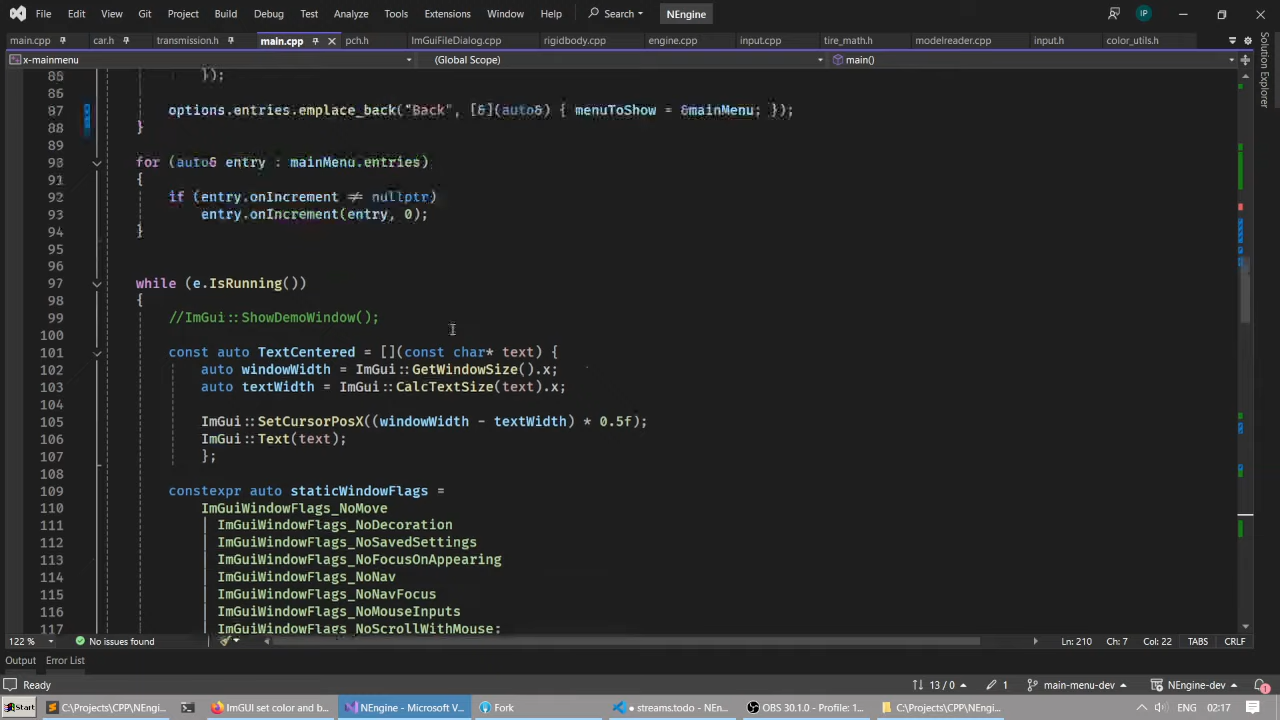 File Edit View Git Project Build Debug Test Analyze Tools Extensions Window Help Search NEngine IP
main.cpp car.h transmission.h main.cpp pch.h ImGuiFileDialog.cpp rigidbody.cpp engine.cpp input.cpp tire_math.h modelreader.cpp input.h color_utils.h
x-mainmenu (Global Scope) main()
Solution Explorer
85 });
86
87 options.entries.emplace_back("Back", [&](auto&) { menuToShow = &mainMenu; });
88 }
89
90 for (auto& entry : mainMenu.entries)
91 {
92 if (entry.onIncrement ≠ nullptr)
93 entry.onIncrement(entry, 0);
94 }
95
96
97 while (e.IsRunning())
98 {
99 //ImGui::ShowDemoWindow();
100
101 const auto TextCentered = [](const char* text) {
102 auto windowWidth = ImGui::GetWindowSize().x;
103 auto textWidth = ImGui::CalcTextSize(text).x;
104
105 ImGui::SetCursorPosX((windowWidth - textWidth) * 0.5f);
106 ImGui::Text(text);
107 };
108
109 constexpr auto staticWindowFlags =
110 ImGuiWindowFlags_NoMove
111 | ImGuiWindowFlags_NoDecoration
112 | ImGuiWindowFlags_NoSavedSettings
113 | ImGuiWindowFlags_NoFocusOnAppearing
114 | ImGuiWindowFlags_NoNav
115 | ImGuiWindowFlags_NoNavFocus
116 | ImGuiWindowFlags_NoMouseInputs
117 | ImGuiWindowFlags_NoScrollWithMouse;
122 % No issues found Ln: 210 Ch: 7 Col: 22 TABS CRLF
Output Error List
Ready 13 / 0 1 main-menu-dev NEngine-dev 1
Start C:\Projects\CPP\NEngi... ImGUI set color and b... NEngine - Microsoft V... Fork ● streams.todo - NEn... OBS 30.1.0 - Profile: 1... C:\Projects\CPP\NEn... ENG 02:17